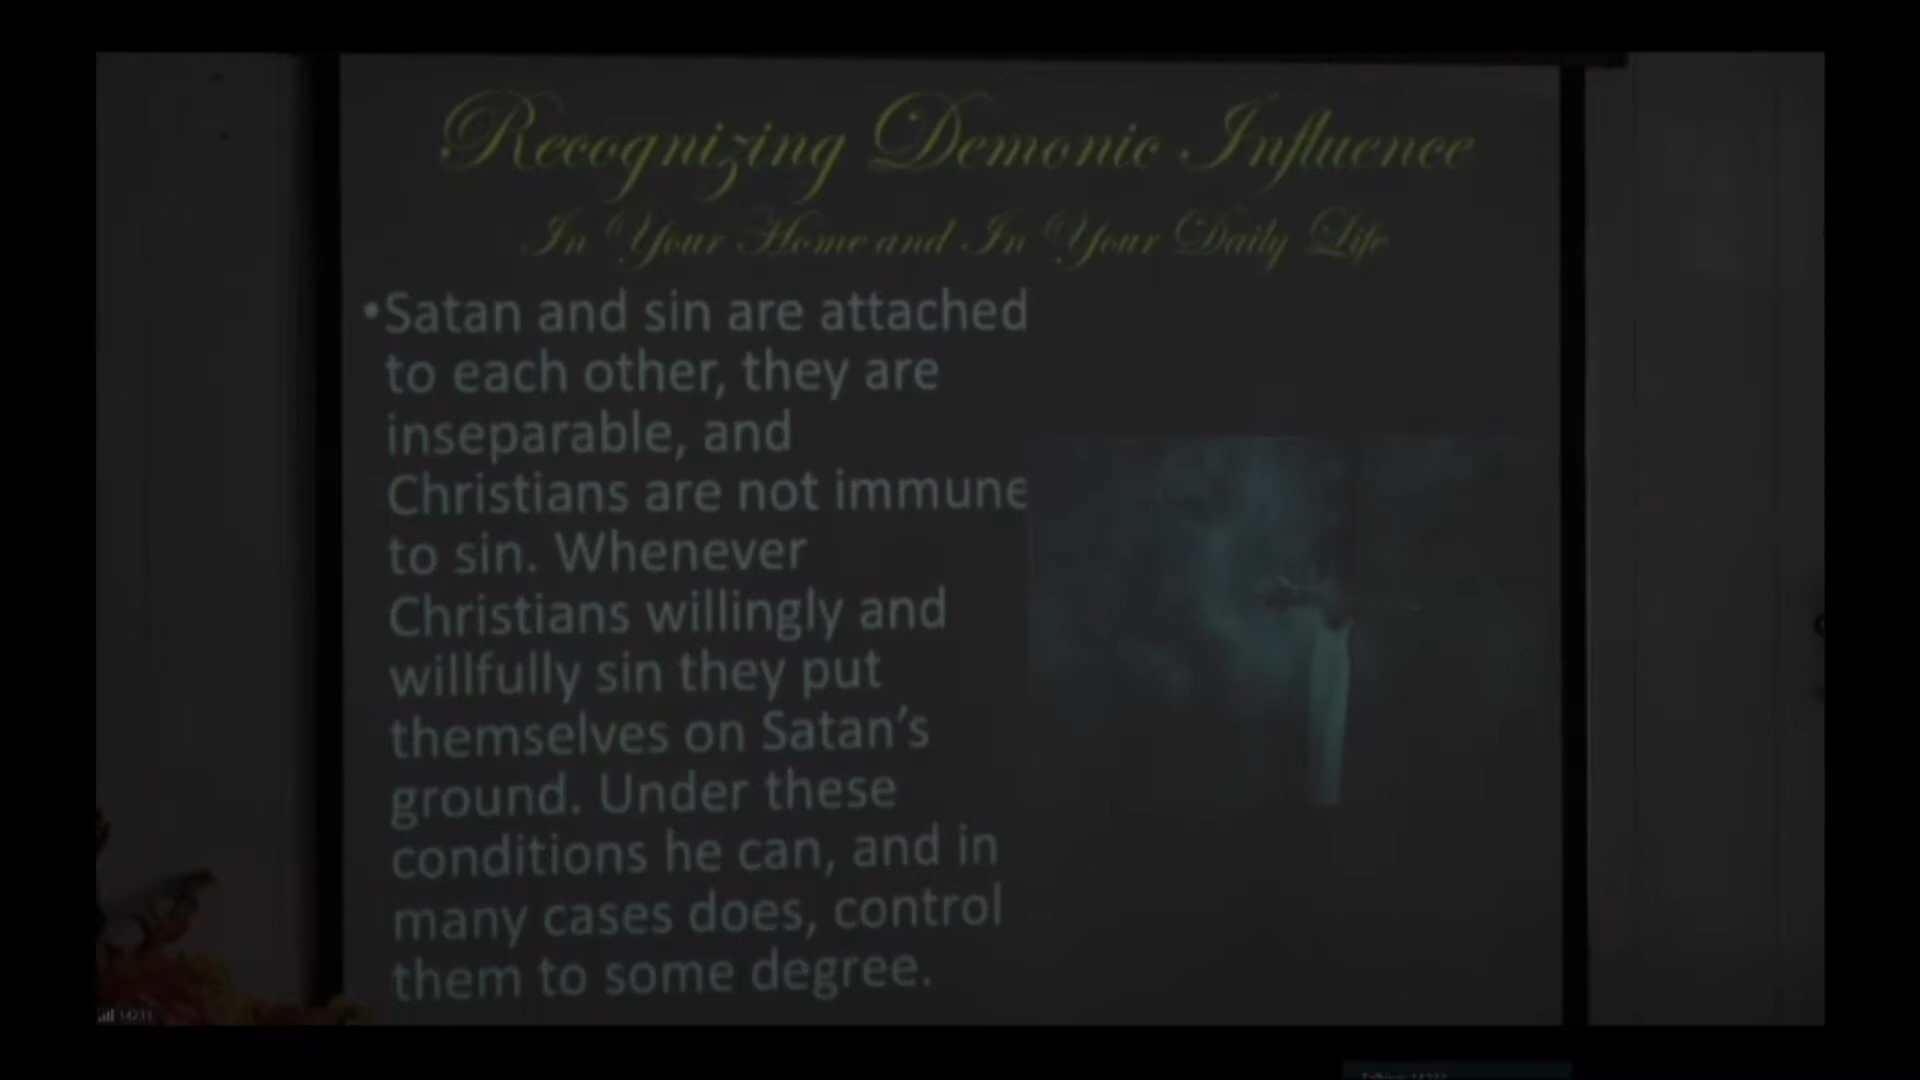 Recognizing Demonic Influence
In Your Home and In Your Daily Life
•Satan and sin are attached
to each other, they are
inseparable, and
Christians are not immune
to sin. Whenever
Christians willingly and
willfully sin they put
themselves on Satan's
ground. Under these
conditions he can, and in
many cases does, control
them to some degree.
14233